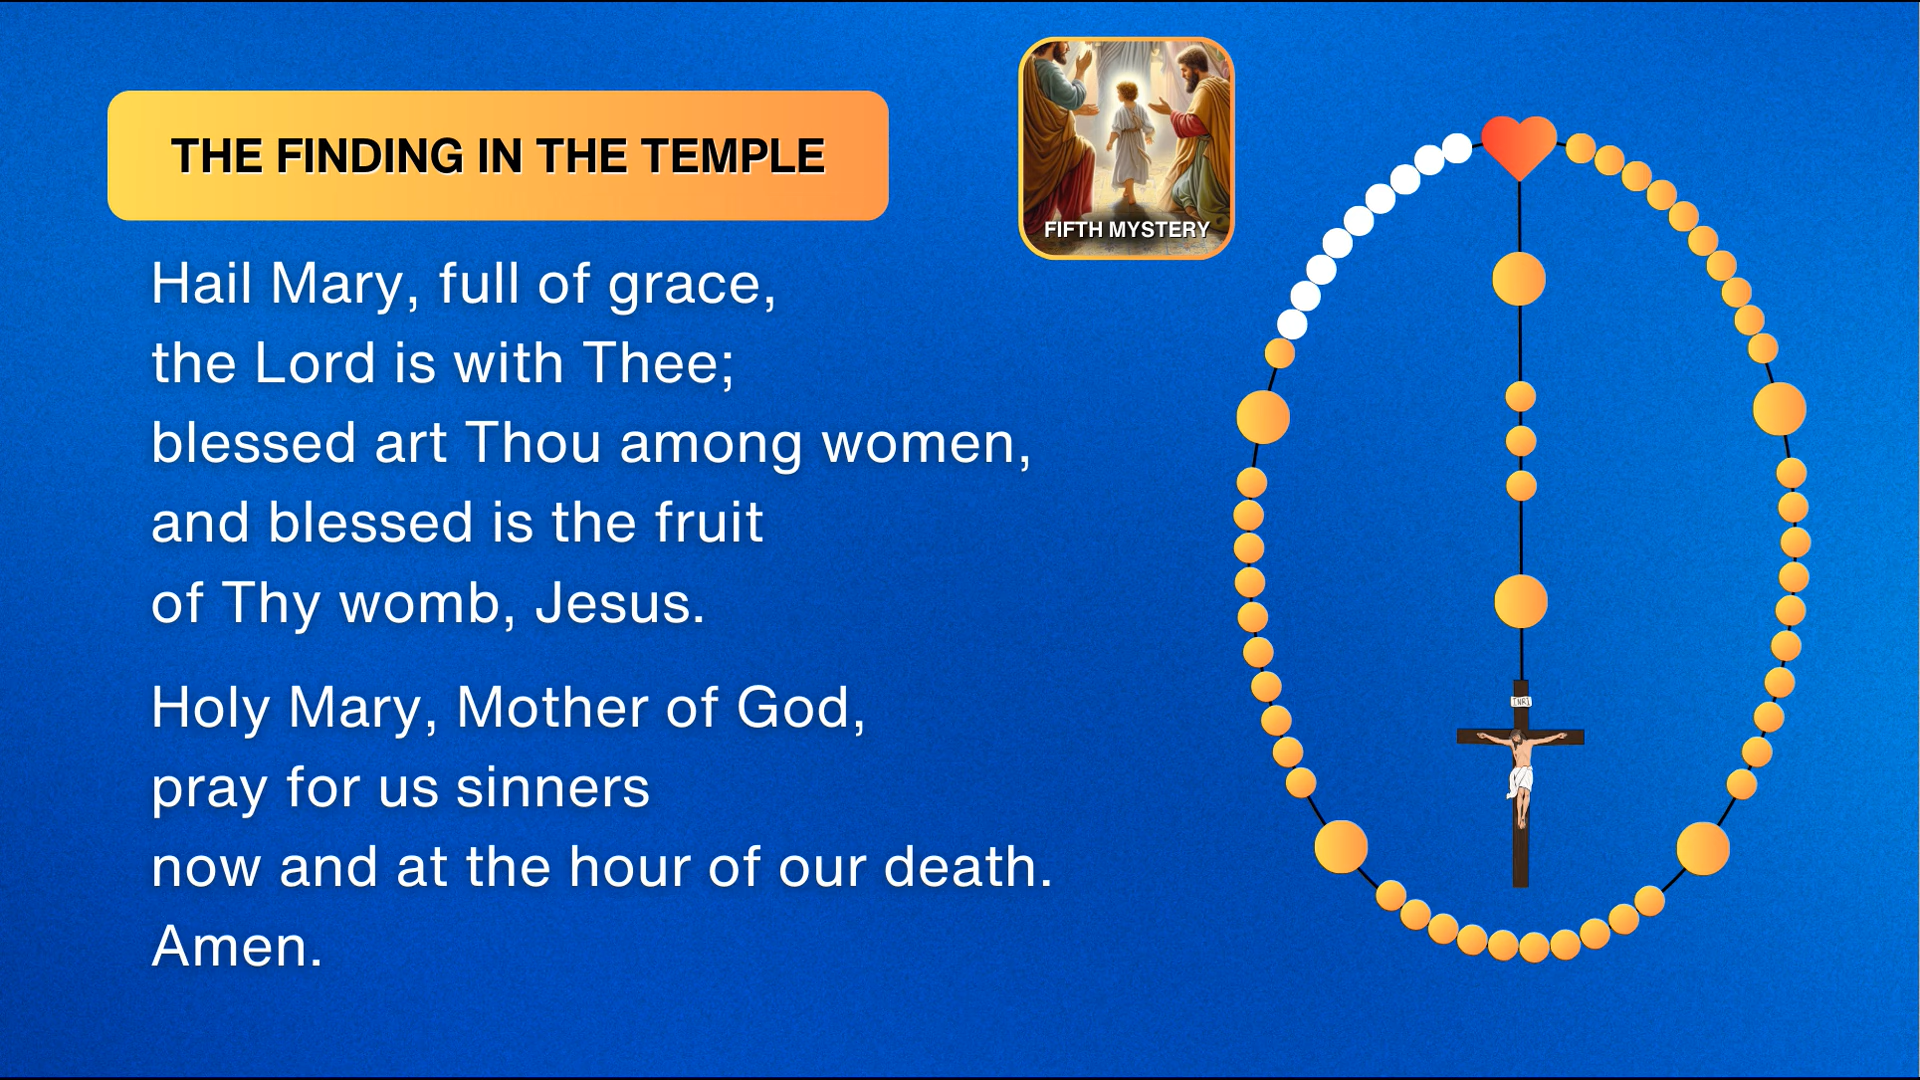 THE FINDING IN THE TEMPLE
FIFTH MYSTERY
Hail Mary, full of grace,
the Lord is with Thee;
blessed art Thou among women,
and blessed is the fruit
of Thy womb, Jesus.
Holy Mary, Mother of God,
pray for us sinners
now and at the hour of our death.
Amen.
INRI